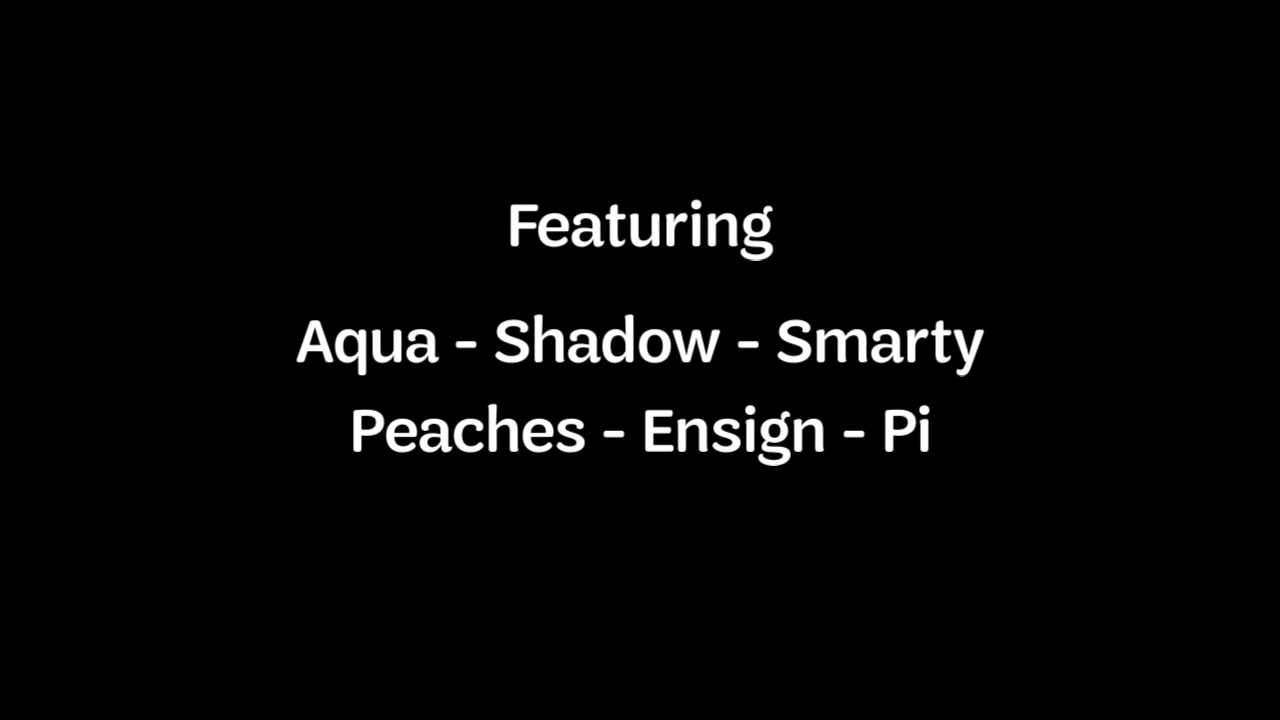 Featuring
Aqua - Shadow - Smarty
Peaches - Ensign - Pi